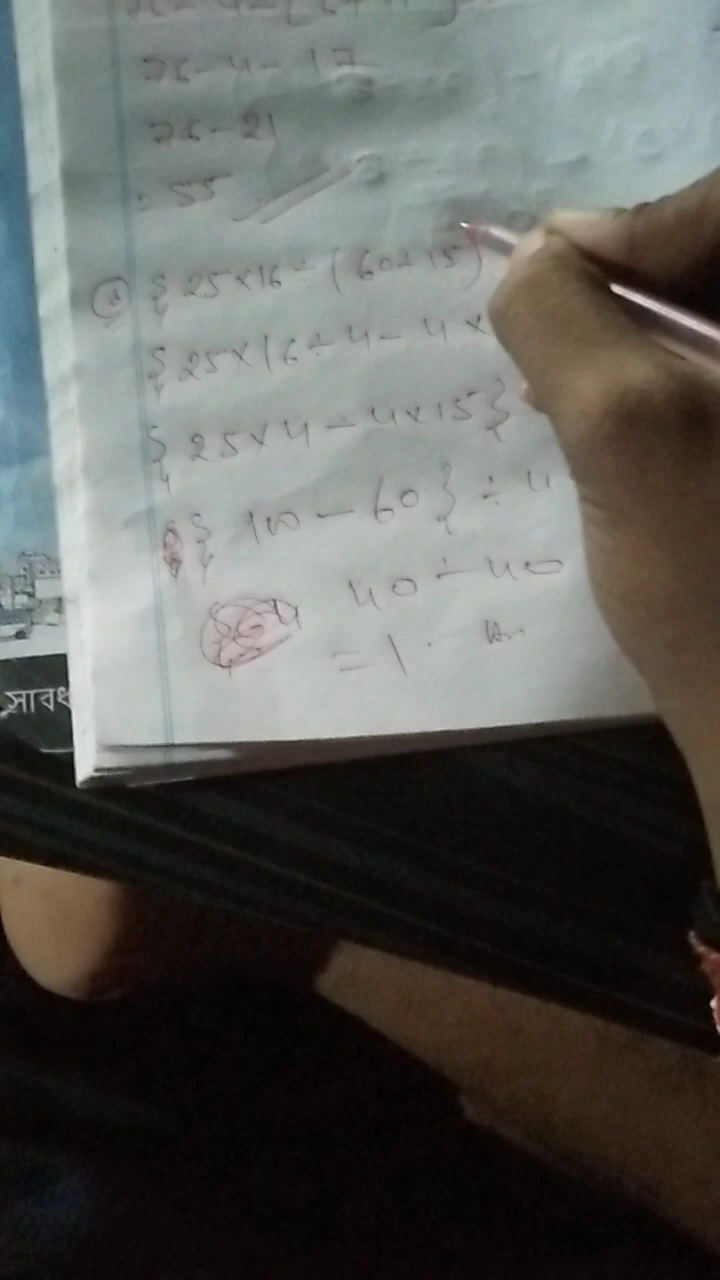 76-4-17
76-21
= 55
{ 25×16÷(60÷15)
{ 25×16÷4-4×
{ 25×4-4×15}
{ 100-60} ÷ 4
40÷40
=1. An
সাবধ